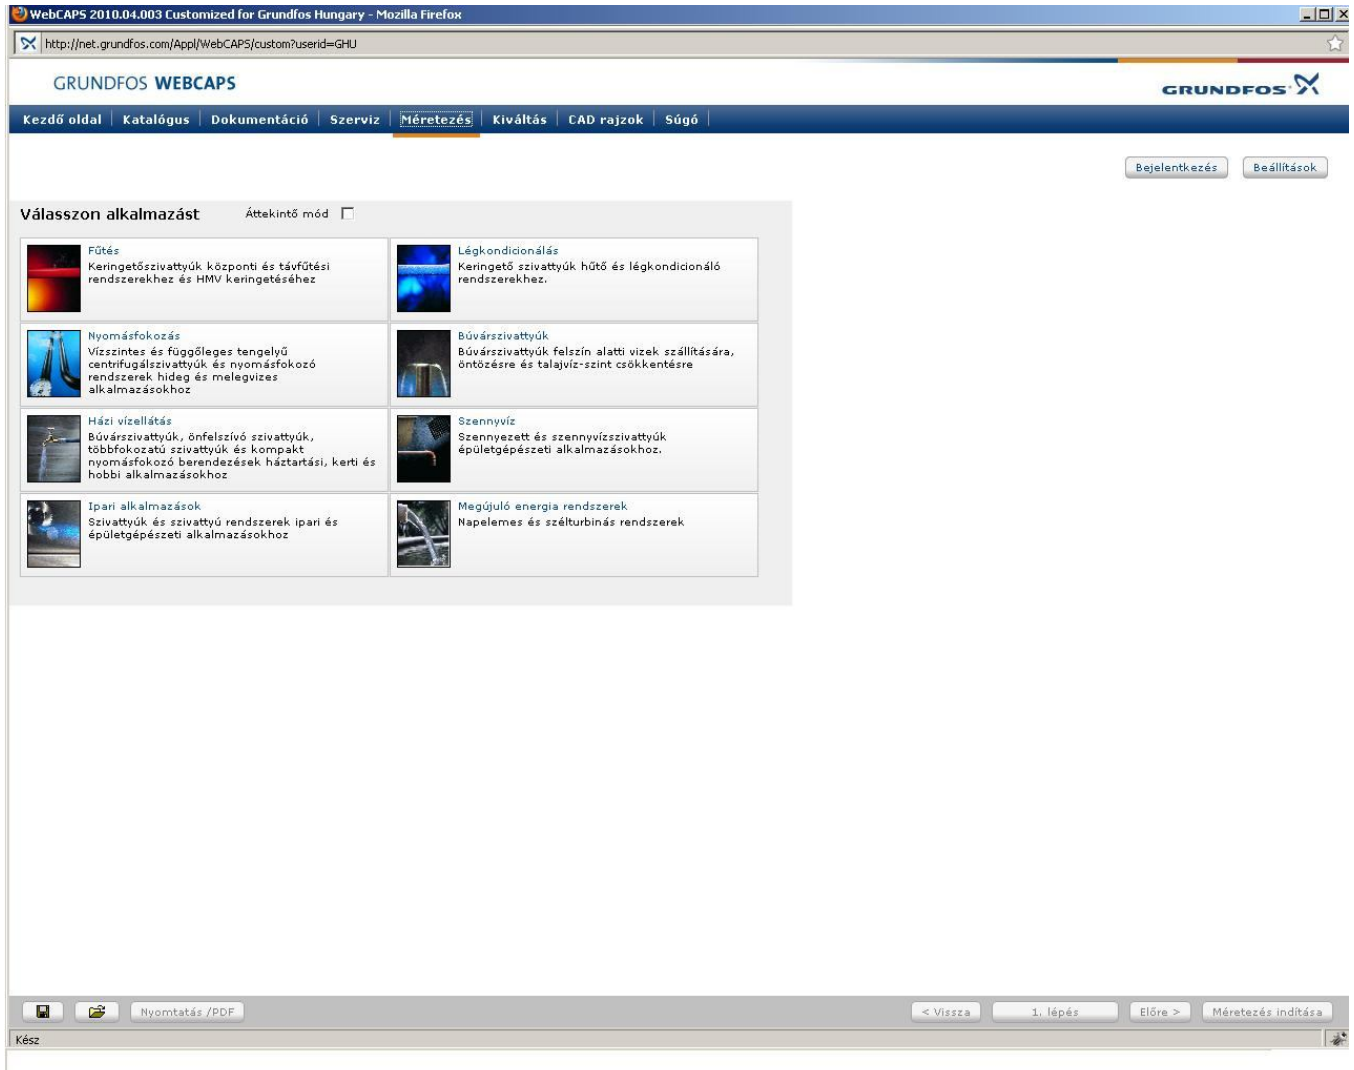 WebCAPS 2010.04.003 Customized for Grundfos Hungary - Mozilla Firefox
http://net.grundfos.com/Appl/WebCAPS/custom?userid=GHU
GRUNDFOS WEBCAPS
GRUNDFOS
Kezdő oldal Katalógus Dokumentáció Szerviz Méretezés Kiváltás CAD rajzok Súgó
Bejelentkezés Beállítások
Válasszon alkalmazást Áttekintő mód
Fűtés
Keringetőszivattyúk központi és távfűtési
rendszerekhez és HMV keringetéséhez
Légkondicionálás
Keringető szivattyúk hűtő és légkondicionáló
rendszerekhez.
Nyomásfokozás
Vízszintes és függőleges tengelyű
centrifugálszivattyúk és nyomásfokozó
rendszerek hideg és melegvizes
alkalmazásokhoz
Búvárszivattyúk
Búvárszivattyúk felszín alatti vizek szállítására,
öntözésre és talajvíz-szint csökkentésre
Házi vízellátás
Búvárszivattyúk, önfelszívó szivattyúk,
többfokozatú szivattyúk és kompakt
nyomásfokozó berendezések háztartási, kerti és
hobbi alkalmazásokhoz
Szennyvíz
Szennyezett és szennyvízszivattyúk
épületgépészeti alkalmazásokhoz.
Ipari alkalmazások
Szivattyúk és szivattyú rendszerek ipari és
épületgépészeti alkalmazásokhoz
Megújuló energia rendszerek
Napelemes és szélturbinás rendszerek
Nyomtatás /PDF < Vissza 1. lépés Előre > Méretezés indítása
Kész